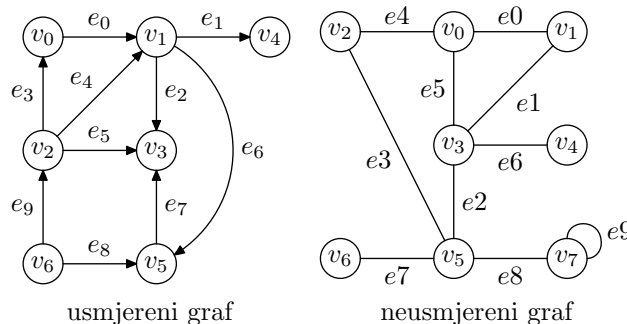 v₀ e₀ v₁ e₁ v₄
e₃ e₄ e₂
v₂ e₅ v₃ e₆
e₉ e₇
v₆ e₈ v₅
usmjereni graf
v₂ e4 v₀ e0 v₁
e5 e1
e3 v₃ e6 v₄
e2
v₆ e7 v₅ e8 v₇ e9
neusmjereni graf